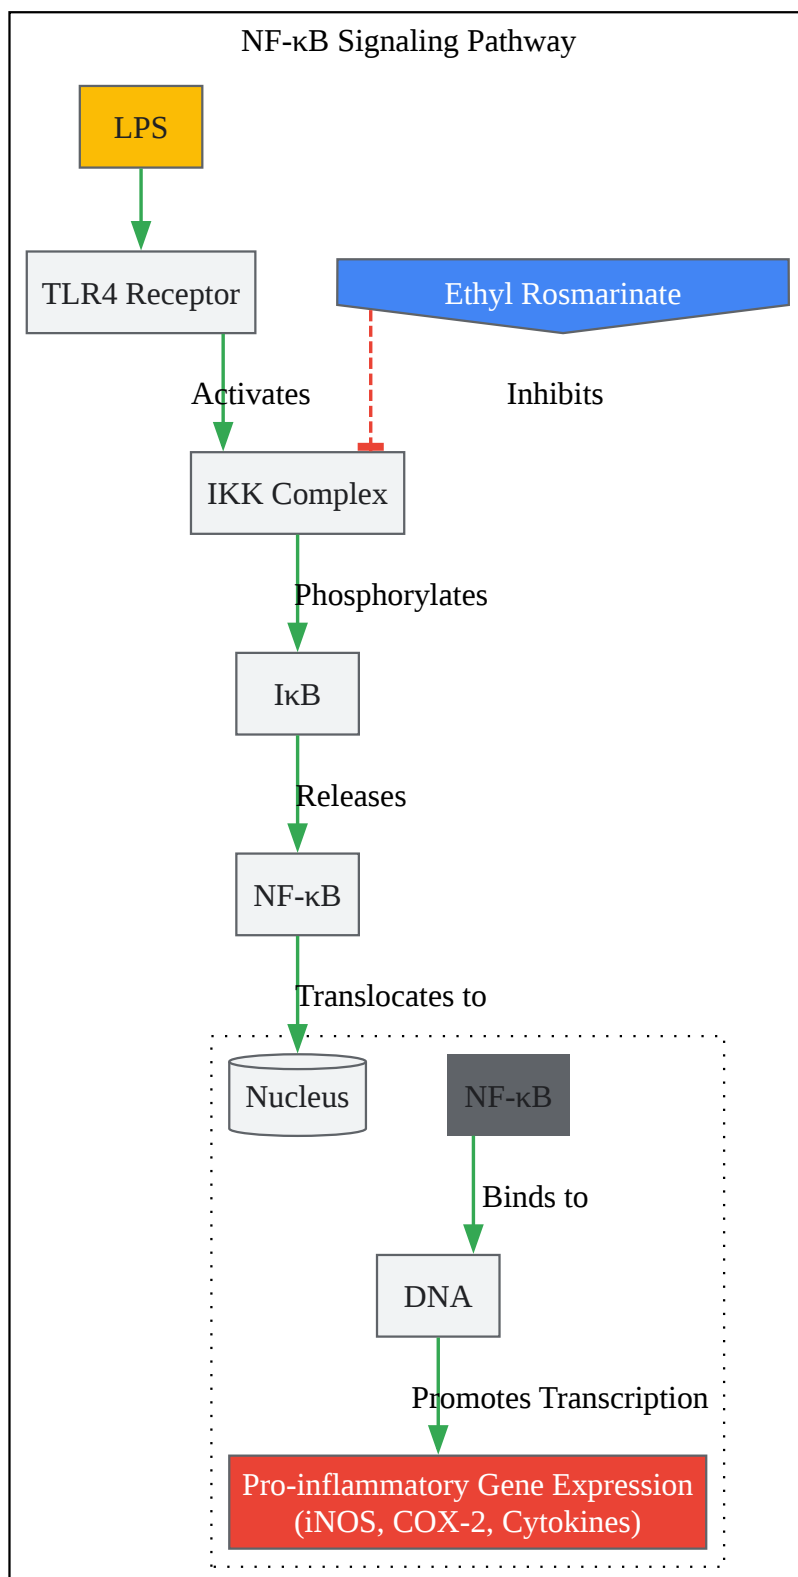 NF-κB Signaling Pathway
LPS
TLR4 Receptor
Ethyl Rosmarinate
Activates
Inhibits
IKK Complex
Phosphorylates
IκB
Releases
NF-κB
Translocates to
Nucleus
NF-κB
Binds to
DNA
Promotes Transcription
Pro-inflammatory Gene Expression
(iNOS, COX-2, Cytokines)